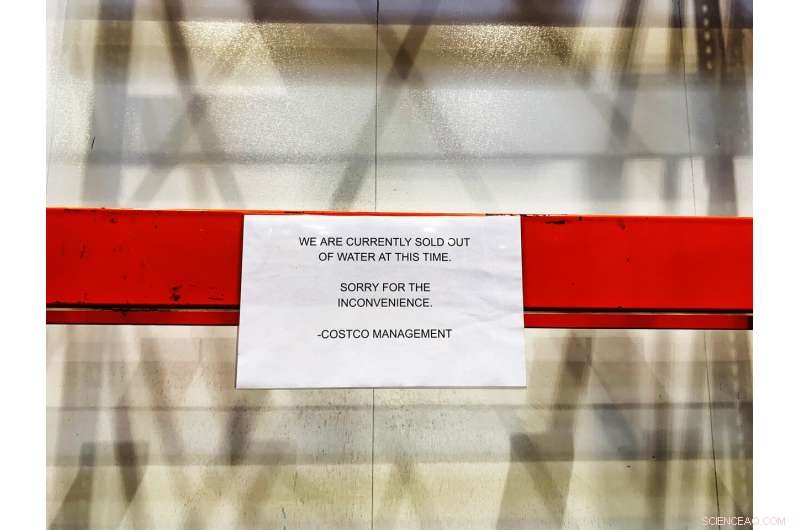 WE ARE CURRENTLY SOLD OUT
OF WATER AT THIS TIME.
SORRY FOR THE
INCONVENIENCE.
-COSTCO MANAGEMENT
SCIENCEAQ.COM